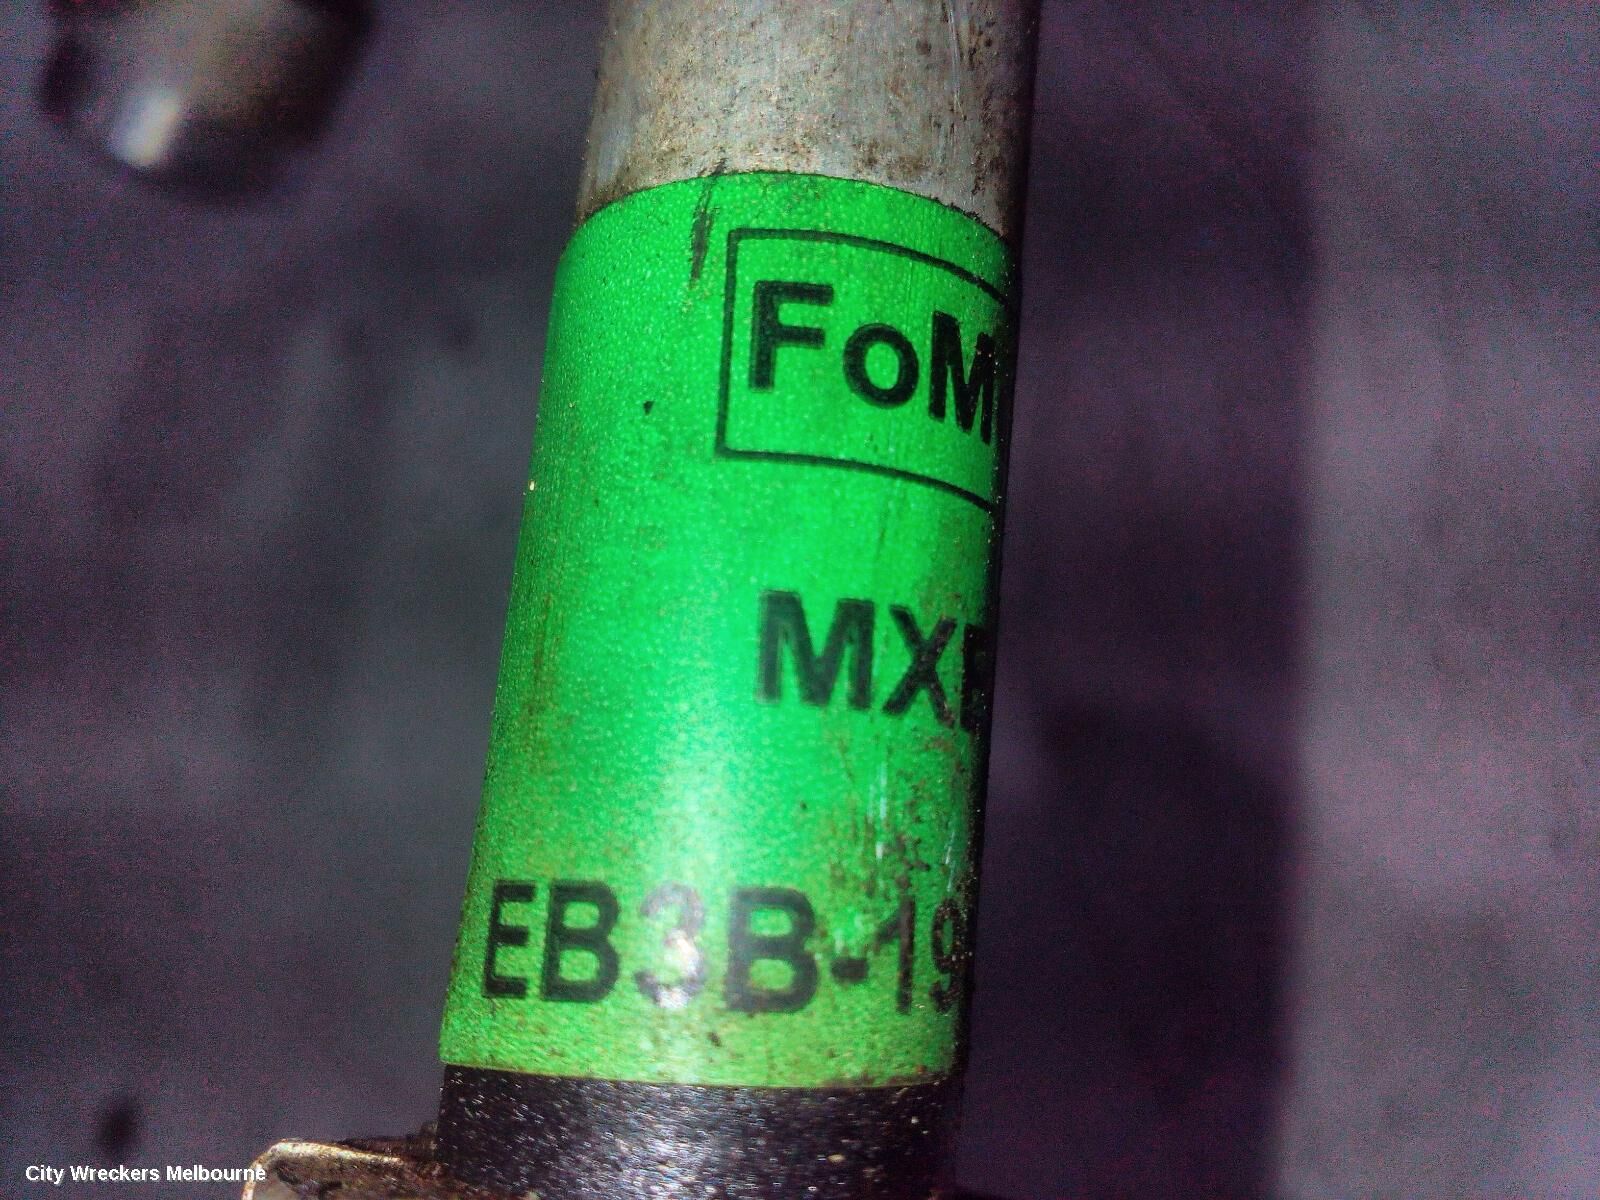 FoM
MX
EB3B-19
City Wreckers Melbourne